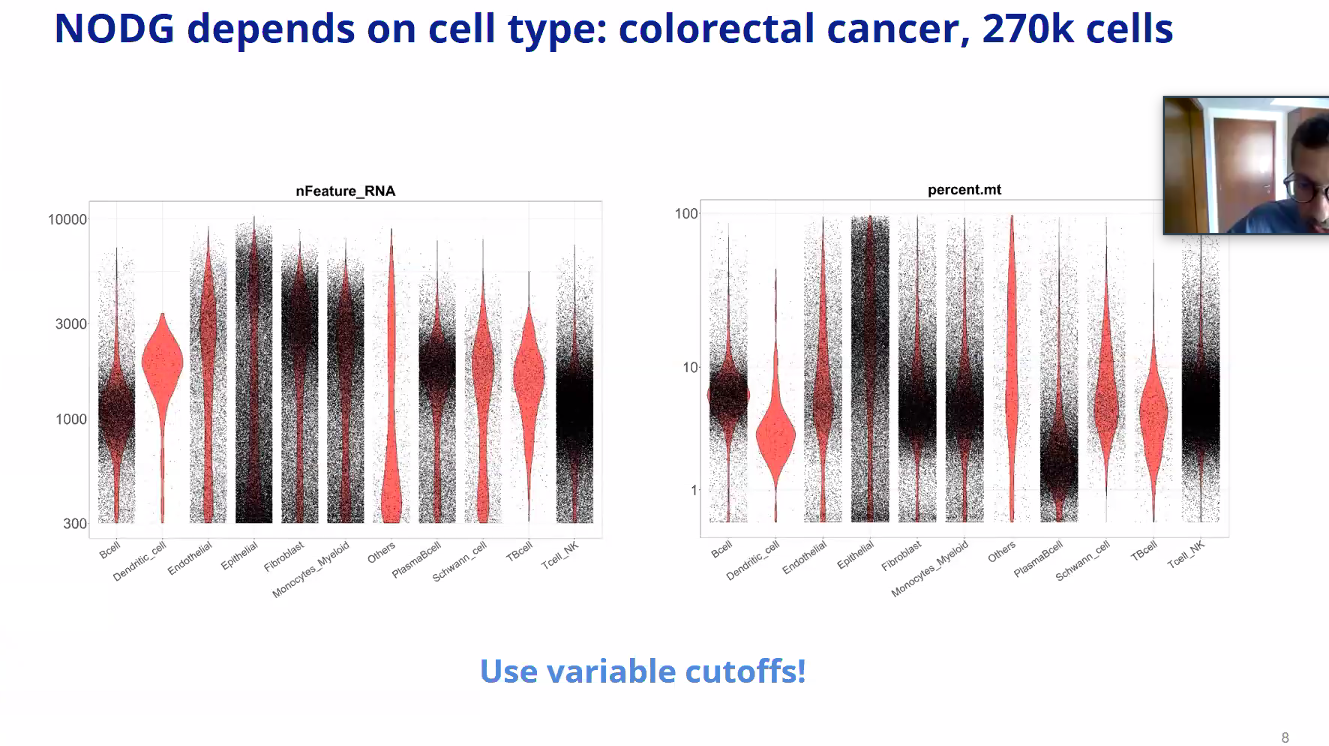 NODG depends on cell type: colorectal cancer, 270k cells
nFeature_RNA
10000
3000
1000
300
Bcell
Dendritic_cell
Endothelial
Epithelial
Fibroblast
Monocytes_Myeloid
Others
PlasmaBcell
Schwann_cell
TBcell
Tcell_NK
percent.mt
100
10
1
Bcell
Dendritic_cell
Endothelial
Epithelial
Fibroblast
Monocytes_Myeloid
Others
PlasmaBcell
Schwann_cell
TBcell
Tcell_NK
Use variable cutoffs!
8